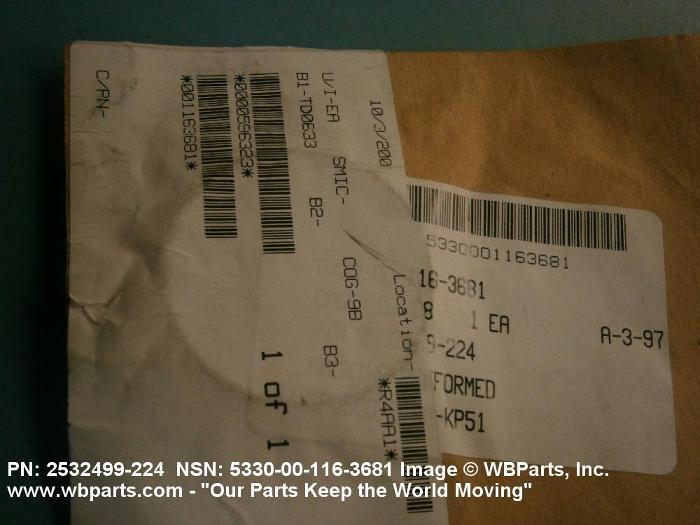 10/3/200
U/I-EA SMIC- COG-9B Location-
B1-TD0633 B2- B3- *R4AA1*
*0000596323*
1 of 1
*001163681*
C/PN-
5330001163681
16-3681
8 1 EA A-3-97
9-224
FORMED
-KP51
PN: 2532499-224 NSN: 5330-00-116-3681 Image © WBParts, Inc.
www.wbparts.com - "Our Parts Keep the World Moving"